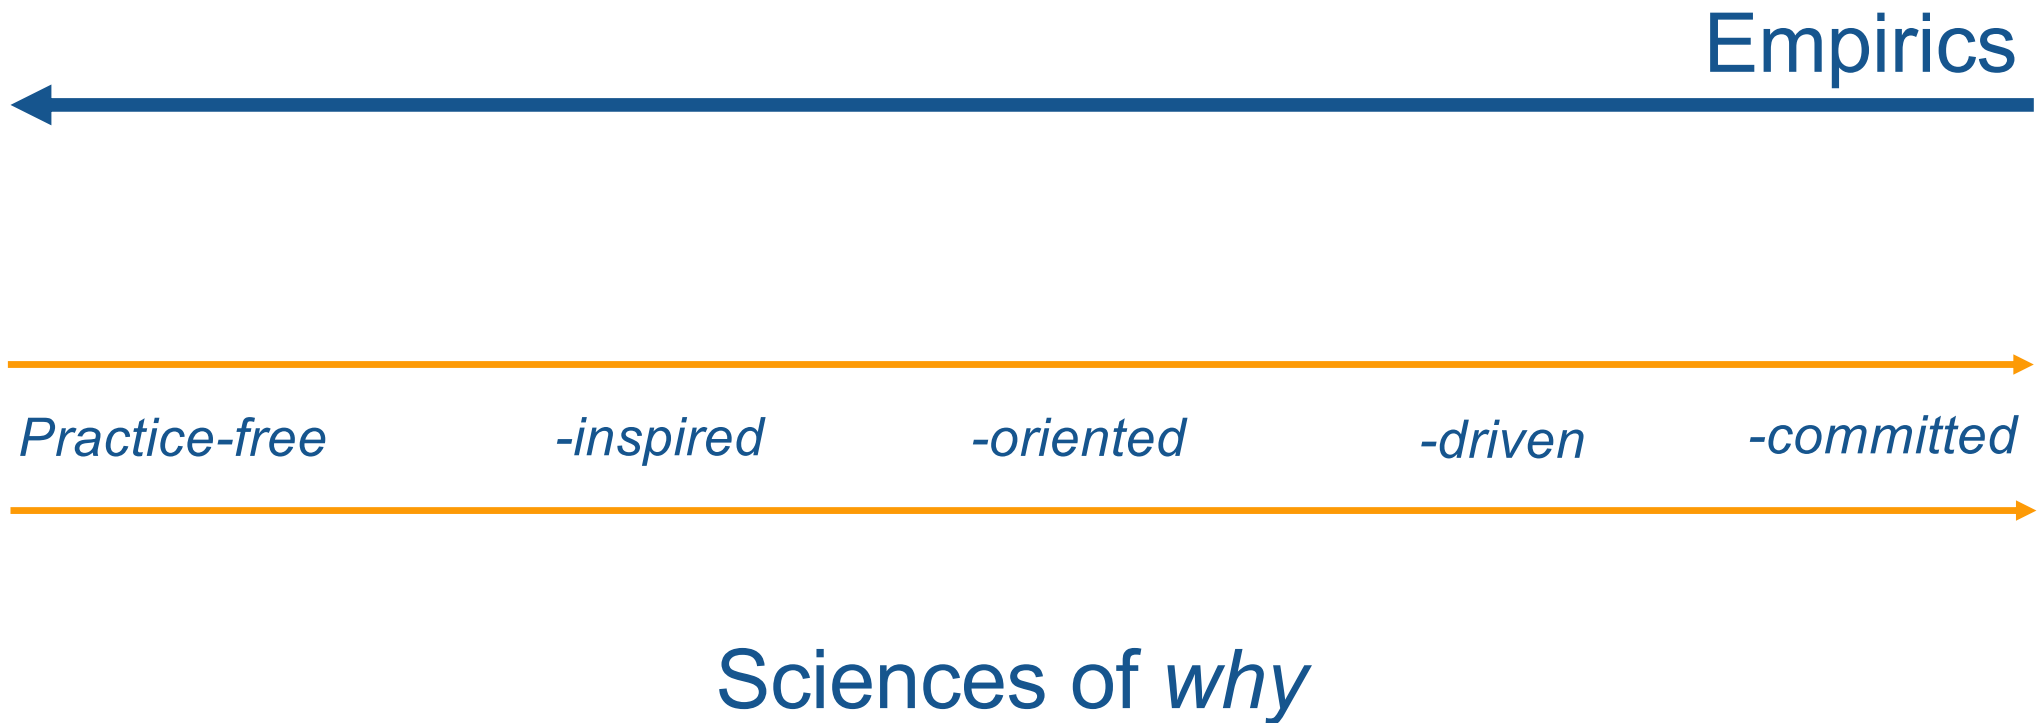 Empirics
Practice-free -inspired -oriented -driven -committed
Sciences of why